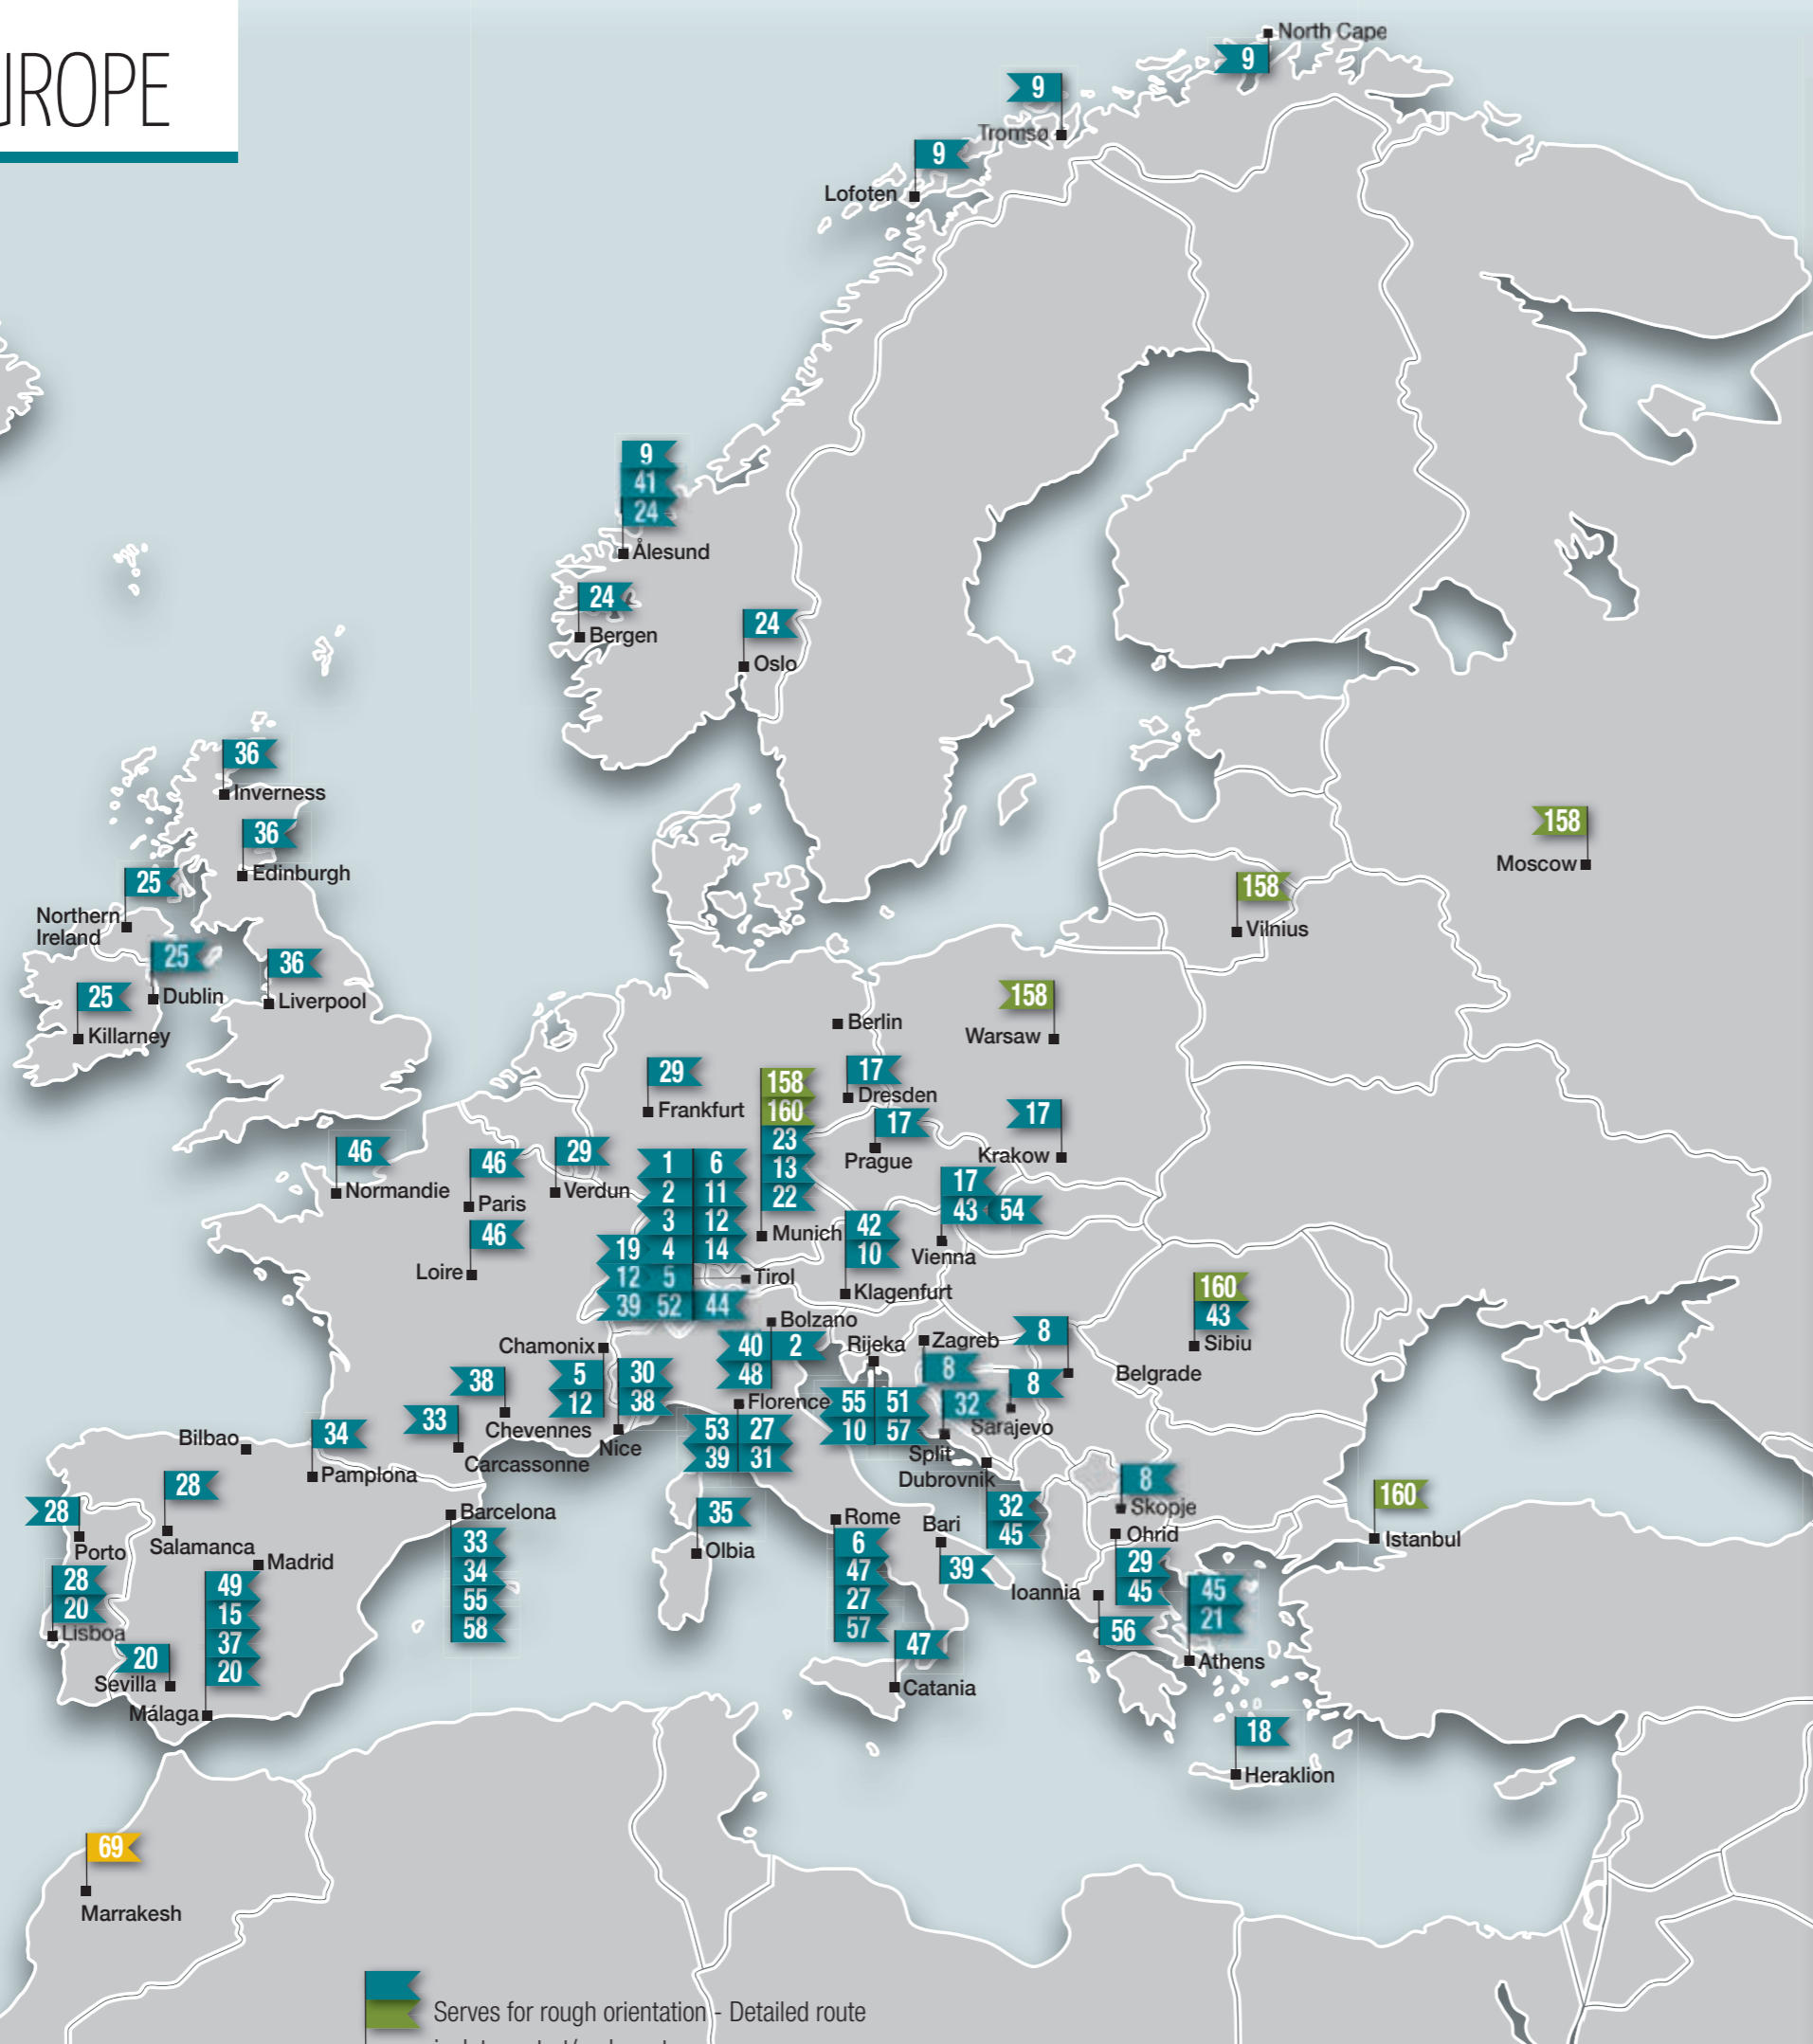 UROPE
North Cape
9
9
Tromsø
9
Lofoten
9
41
24
Ålesund
24
Bergen
24
Oslo
36
Inverness
36
Edinburgh
25
Northern
Ireland
25
Dublin
36
Liverpool
25
Killarney
158
Moscow
158
Vilnius
158
Warsaw
Berlin
29
Frankfurt
158
160
23
13
22
Munich
17
Dresden
17
Prague
17
Krakow
46
Normandie
46
Paris
46
Loire
29
Verdun
1 6
2 11
3 12
19 4 14
12 5
39 52 44
Tirol
42
10
Klagenfurt
17
43 54
Vienna
160
43
Sibiu
Bolzano
40 2
48
Chamonix
5
12
30
38
Nice
38
Chevennes
33
Carcassonne
Rijeka
55 51
10 57
Zagreb
8
8
Belgrade
8
Sarajevo
32
Split
Dubrovnik
32
45
Florence
53 27
39 31
Bilbao
34
Pamplona
28
Salamanca
28
Porto
28
20
Lisboa
Madrid
49
15
37
20
Málaga
20
Sevilla
Barcelona
33
34
55
58
35
Olbia
Rome
6
47
27
57
Bari
39
47
Catania
8
Skopje
Ohrid
29
45
Ioannia
56
45
21
Athens
160
Istanbul
18
Heraklion
69
Marrakesh
Serves for rough orientation - Detailed route